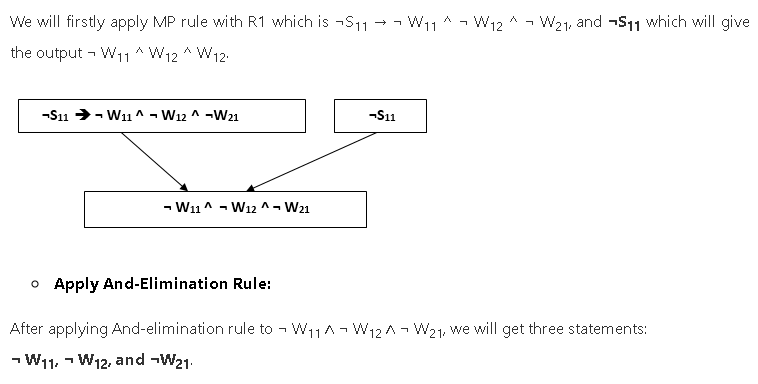 We will firstly apply MP rule with R1 which is ¬S₁₁ → ¬ W₁₁ ^ ¬ W₁₂ ^ ¬ W₂₁, and ¬S₁₁ which will give
the output ¬ W₁₁ ^ W₁₂ ^ W₁₂.
¬S₁₁ ➔ ¬ W₁₁ ^ ¬ W₁₂ ^ ¬W₂₁
¬S₁₁
¬ W₁₁ ^ ¬ W₁₂ ^ ¬ W₂₁
○ Apply And-Elimination Rule:
After applying And-elimination rule to ¬ W₁₁ ∧ ¬ W₁₂ ∧ ¬ W₂₁, we will get three statements:
¬ W₁₁, ¬ W₁₂, and ¬W₂₁.